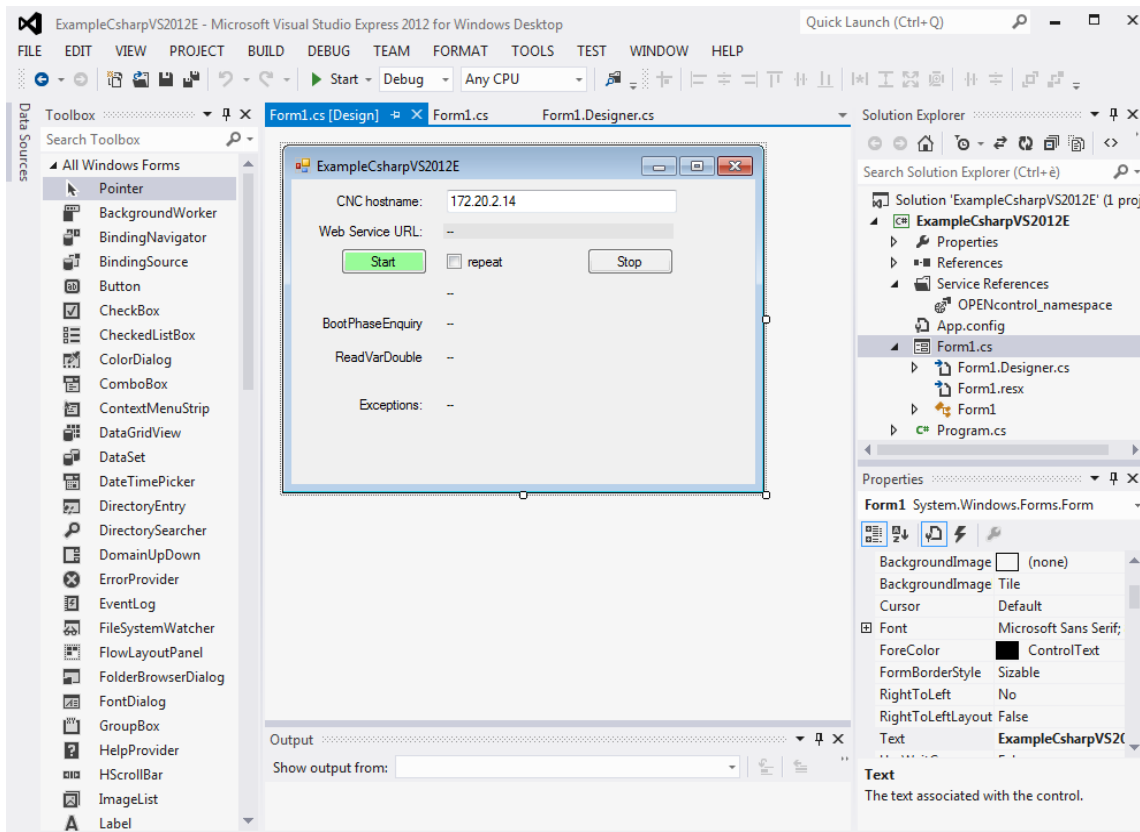 ExampleCsharpVS2012E - Microsoft Visual Studio Express 2012 for Windows Desktop
Quick Launch (Ctrl+Q)
FILE EDIT VIEW PROJECT BUILD DEBUG TEAM FORMAT TOOLS TEST WINDOW HELP
Start Debug Any CPU
Data Sources
Toolbox
Search Toolbox
All Windows Forms
Pointer
BackgroundWorker
BindingNavigator
BindingSource
Button
CheckBox
CheckedListBox
ColorDialog
ComboBox
ContextMenuStrip
DataGridView
DataSet
DateTimePicker
DirectoryEntry
DirectorySearcher
DomainUpDown
ErrorProvider
EventLog
FileSystemWatcher
FlowLayoutPanel
FolderBrowserDialog
FontDialog
GroupBox
HelpProvider
HScrollBar
ImageList
Label
Form1.cs [Design] Form1.cs Form1.Designer.cs
ExampleCsharpVS2012E
CNC hostname: 172.20.2.14
Web Service URL: --
Start repeat Stop
--
BootPhaseEnquiry --
ReadVarDouble --
Exceptions: --
Output
Show output from:
Solution Explorer
Search Solution Explorer (Ctrl+è)
Solution 'ExampleCsharpVS2012E' (1 proj
ExampleCsharpVS2012E
Properties
References
Service References
OPENcontrol_namespace
App.config
Form1.cs
Form1.Designer.cs
Form1.resx
Form1
Program.cs
Properties
Form1 System.Windows.Forms.Form
BackgroundImage (none)
BackgroundImage Tile
Cursor Default
Font Microsoft Sans Serif;
ForeColor ControlText
FormBorderStyle Sizable
RightToLeft No
RightToLeftLayout False
Text ExampleCsharpVS20
Text
The text associated with the control.